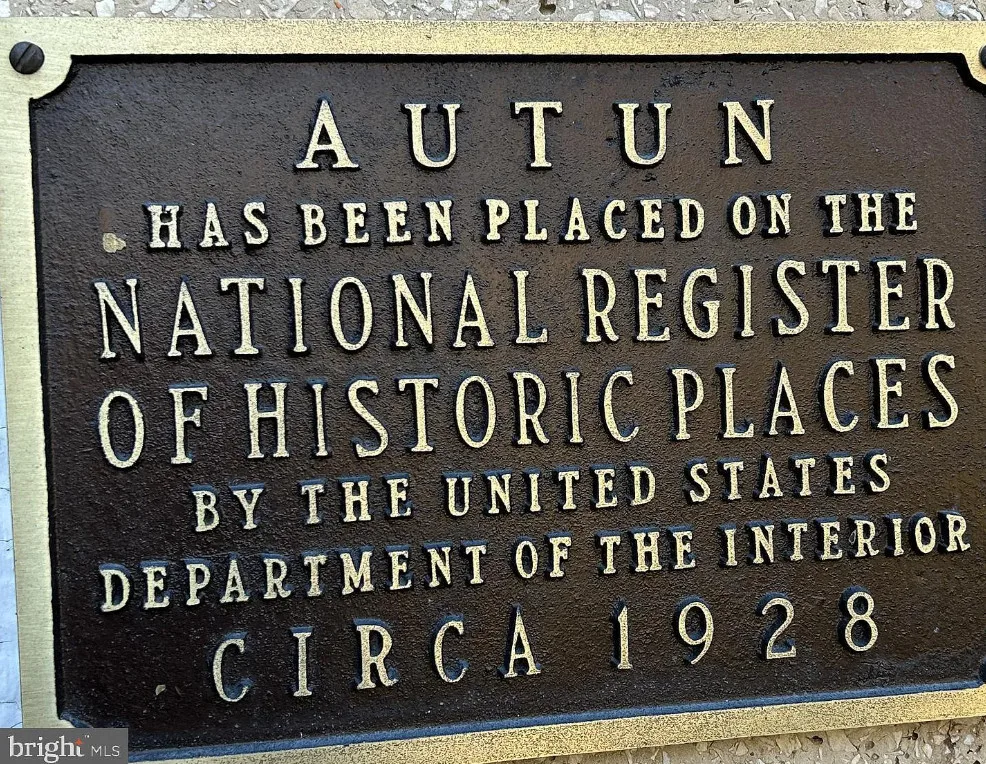 AUTUN
HAS BEEN PLACED ON THE
NATIONAL REGISTER
OF HISTORIC PLACES
BY THE UNITED STATES
DEPARTMENT OF THE INTERIOR
CIRCA 1928
bright MLS